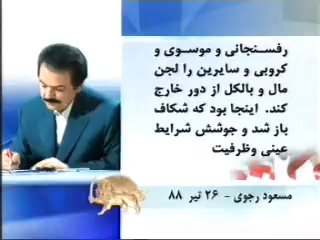 رفسنجانی و موسوی و
کروبی و سایرین را لجن
مال و بالکل از دور خارج
کند. اینجا بود که شکاف
باز شد و جوشش شرایط
عینی وظرفیت
مسعود رجوی - ۲۶ تیر ۸۸